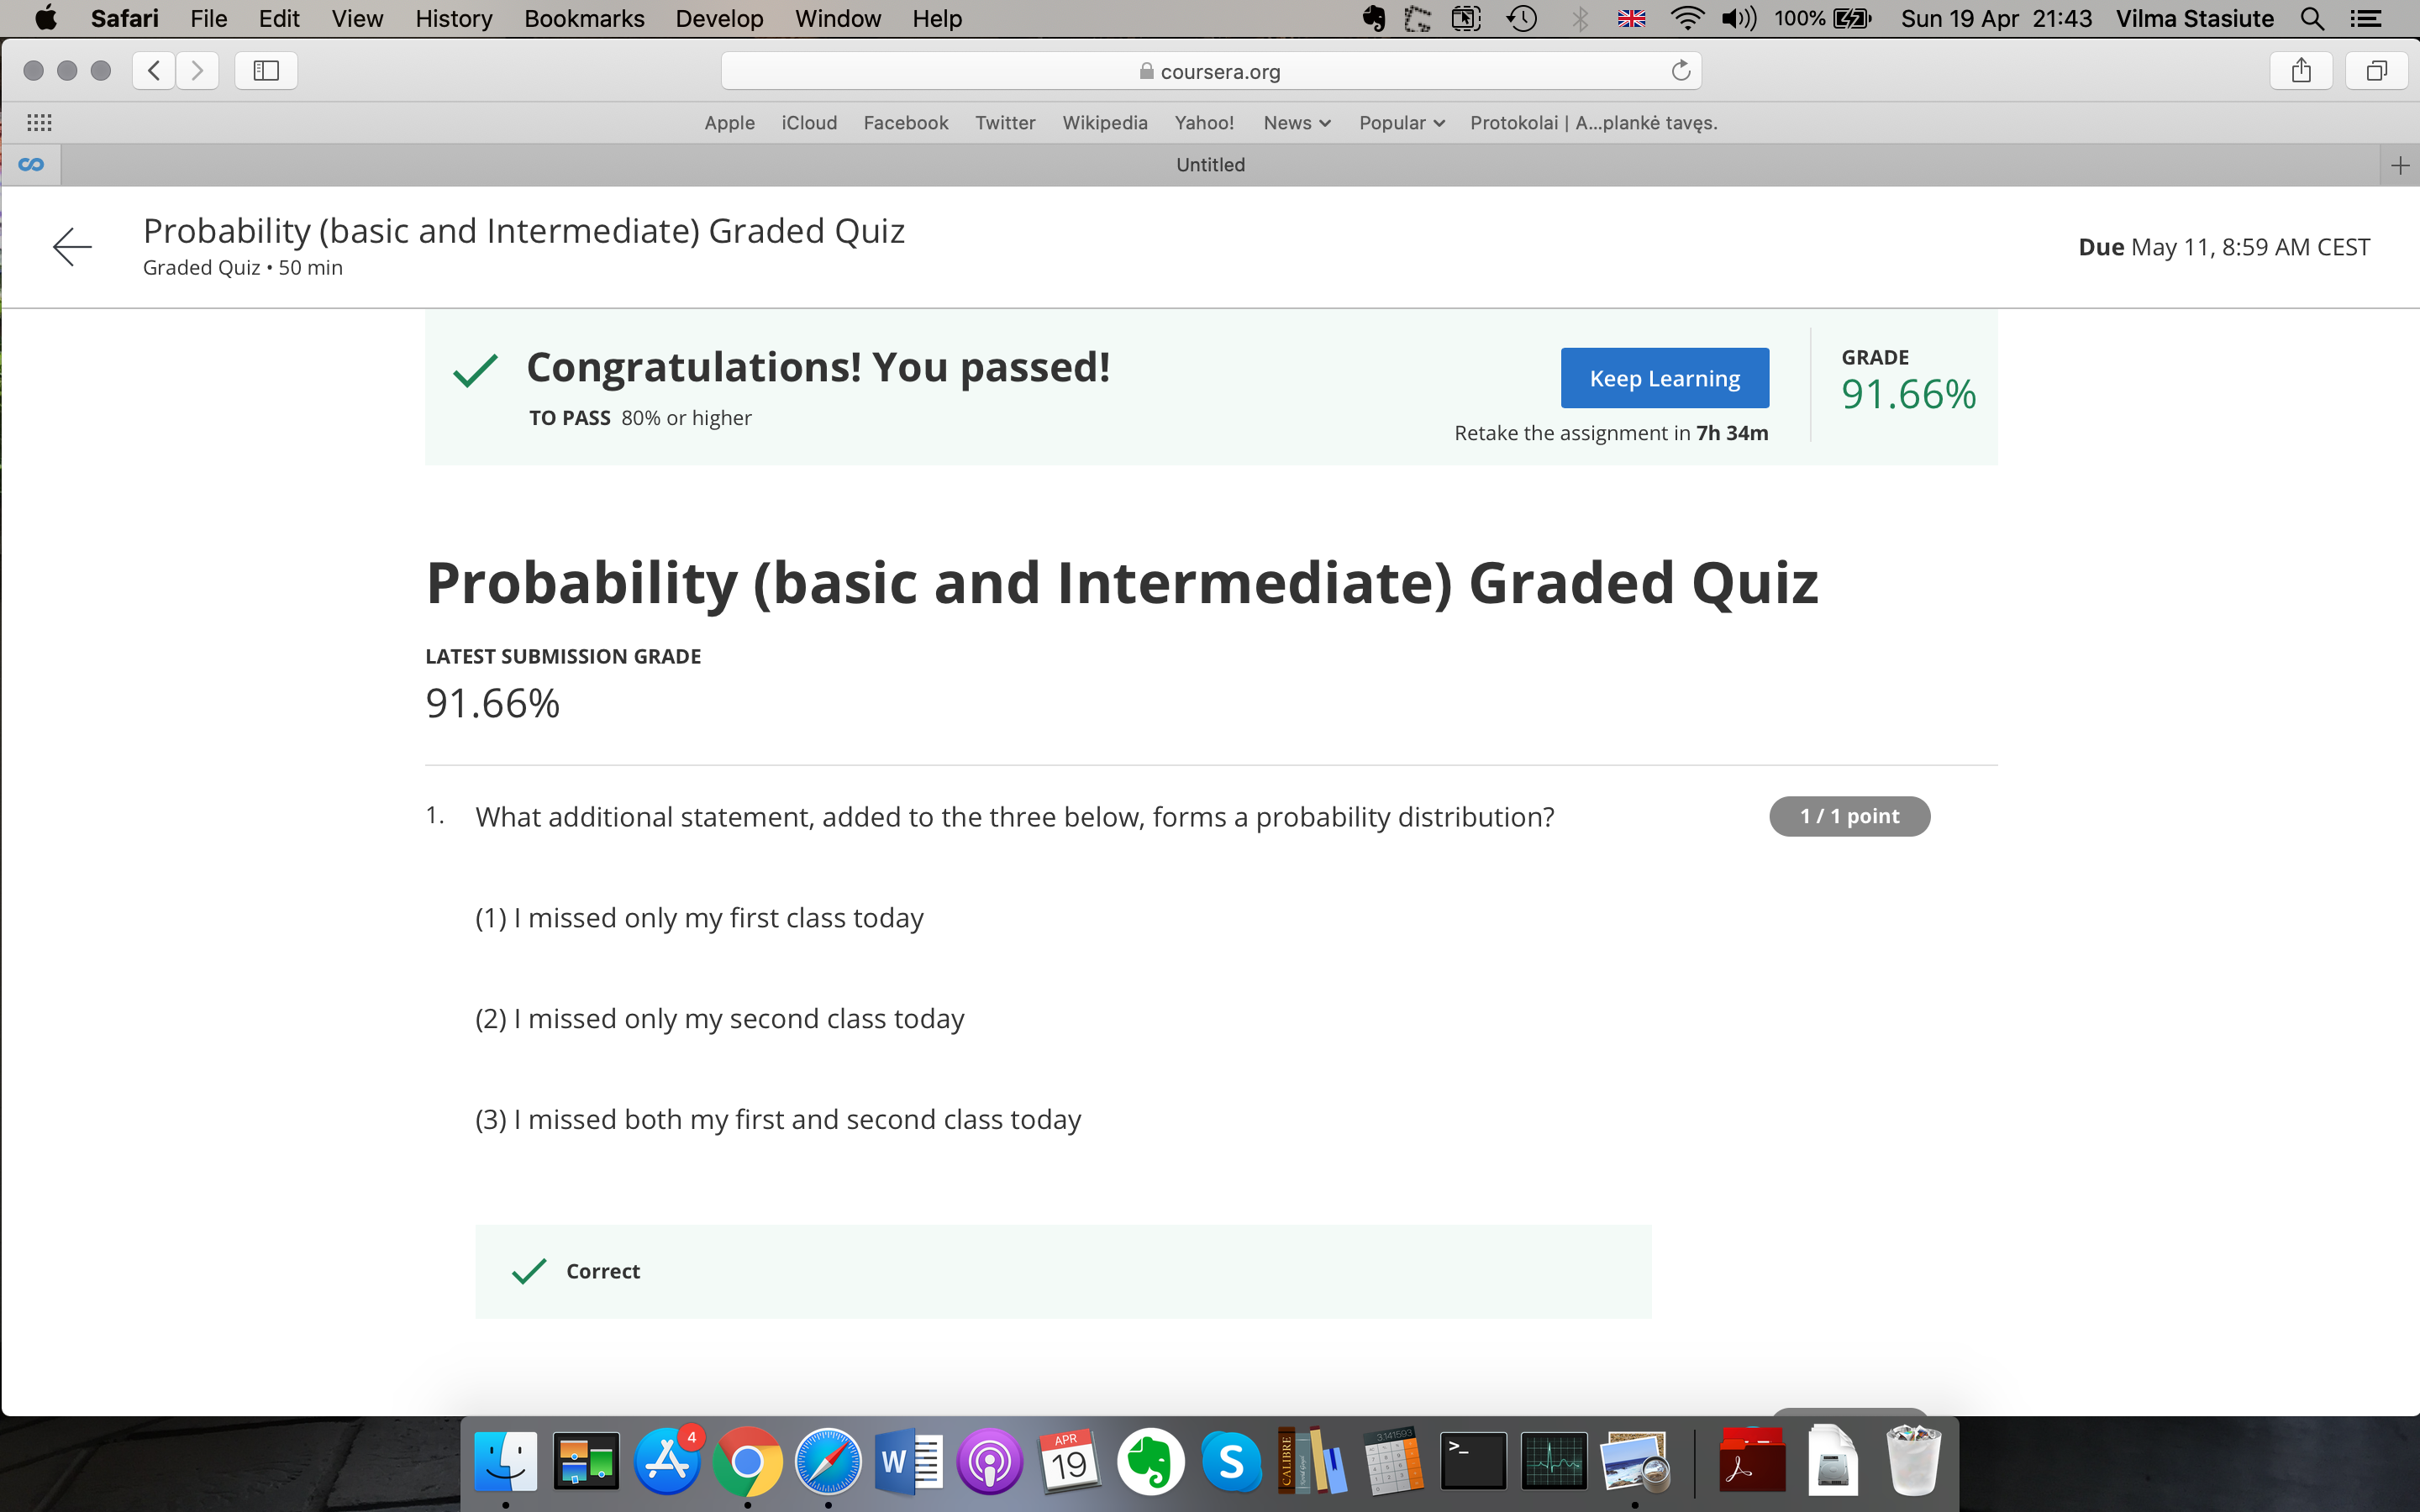 Safari File Edit View History Bookmarks Develop Window Help 100% Sun 19 Apr 21:43 Vilma Stasiute
coursera.org
Apple iCloud Facebook Twitter Wikipedia Yahoo! News Popular Protokolai | A...plankė tavęs.
Untitled
Probability (basic and Intermediate) Graded Quiz
Graded Quiz • 50 min
Due May 11, 8:59 AM CEST
Congratulations! You passed!
TO PASS 80% or higher
Keep Learning
Retake the assignment in 7h 34m
GRADE
91.66%
Probability (basic and Intermediate) Graded Quiz
LATEST SUBMISSION GRADE
91.66%
1. What additional statement, added to the three below, forms a probability distribution?
1 / 1 point
(1) I missed only my first class today
(2) I missed only my second class today
(3) I missed both my first and second class today
Correct
4
W
APR
19
S
CALIBRE
3.141593
>_